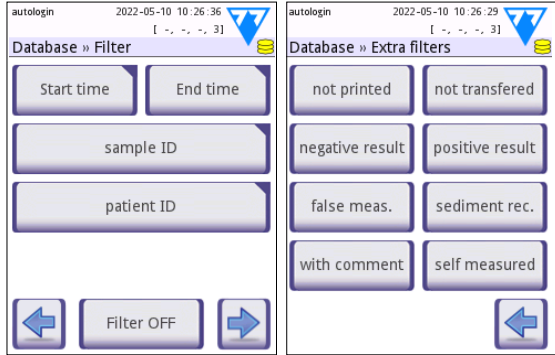 autologin 2022-05-10 10:26:36
[ -, -, -, 3]
Database » Filter
Start time End time
sample ID
patient ID
Filter OFF
autologin 2022-05-10 10:26:29
[ -, -, -, 3]
Database » Extra filters
not printed not transfered
negative result positive result
false meas. sediment rec.
with comment self measured